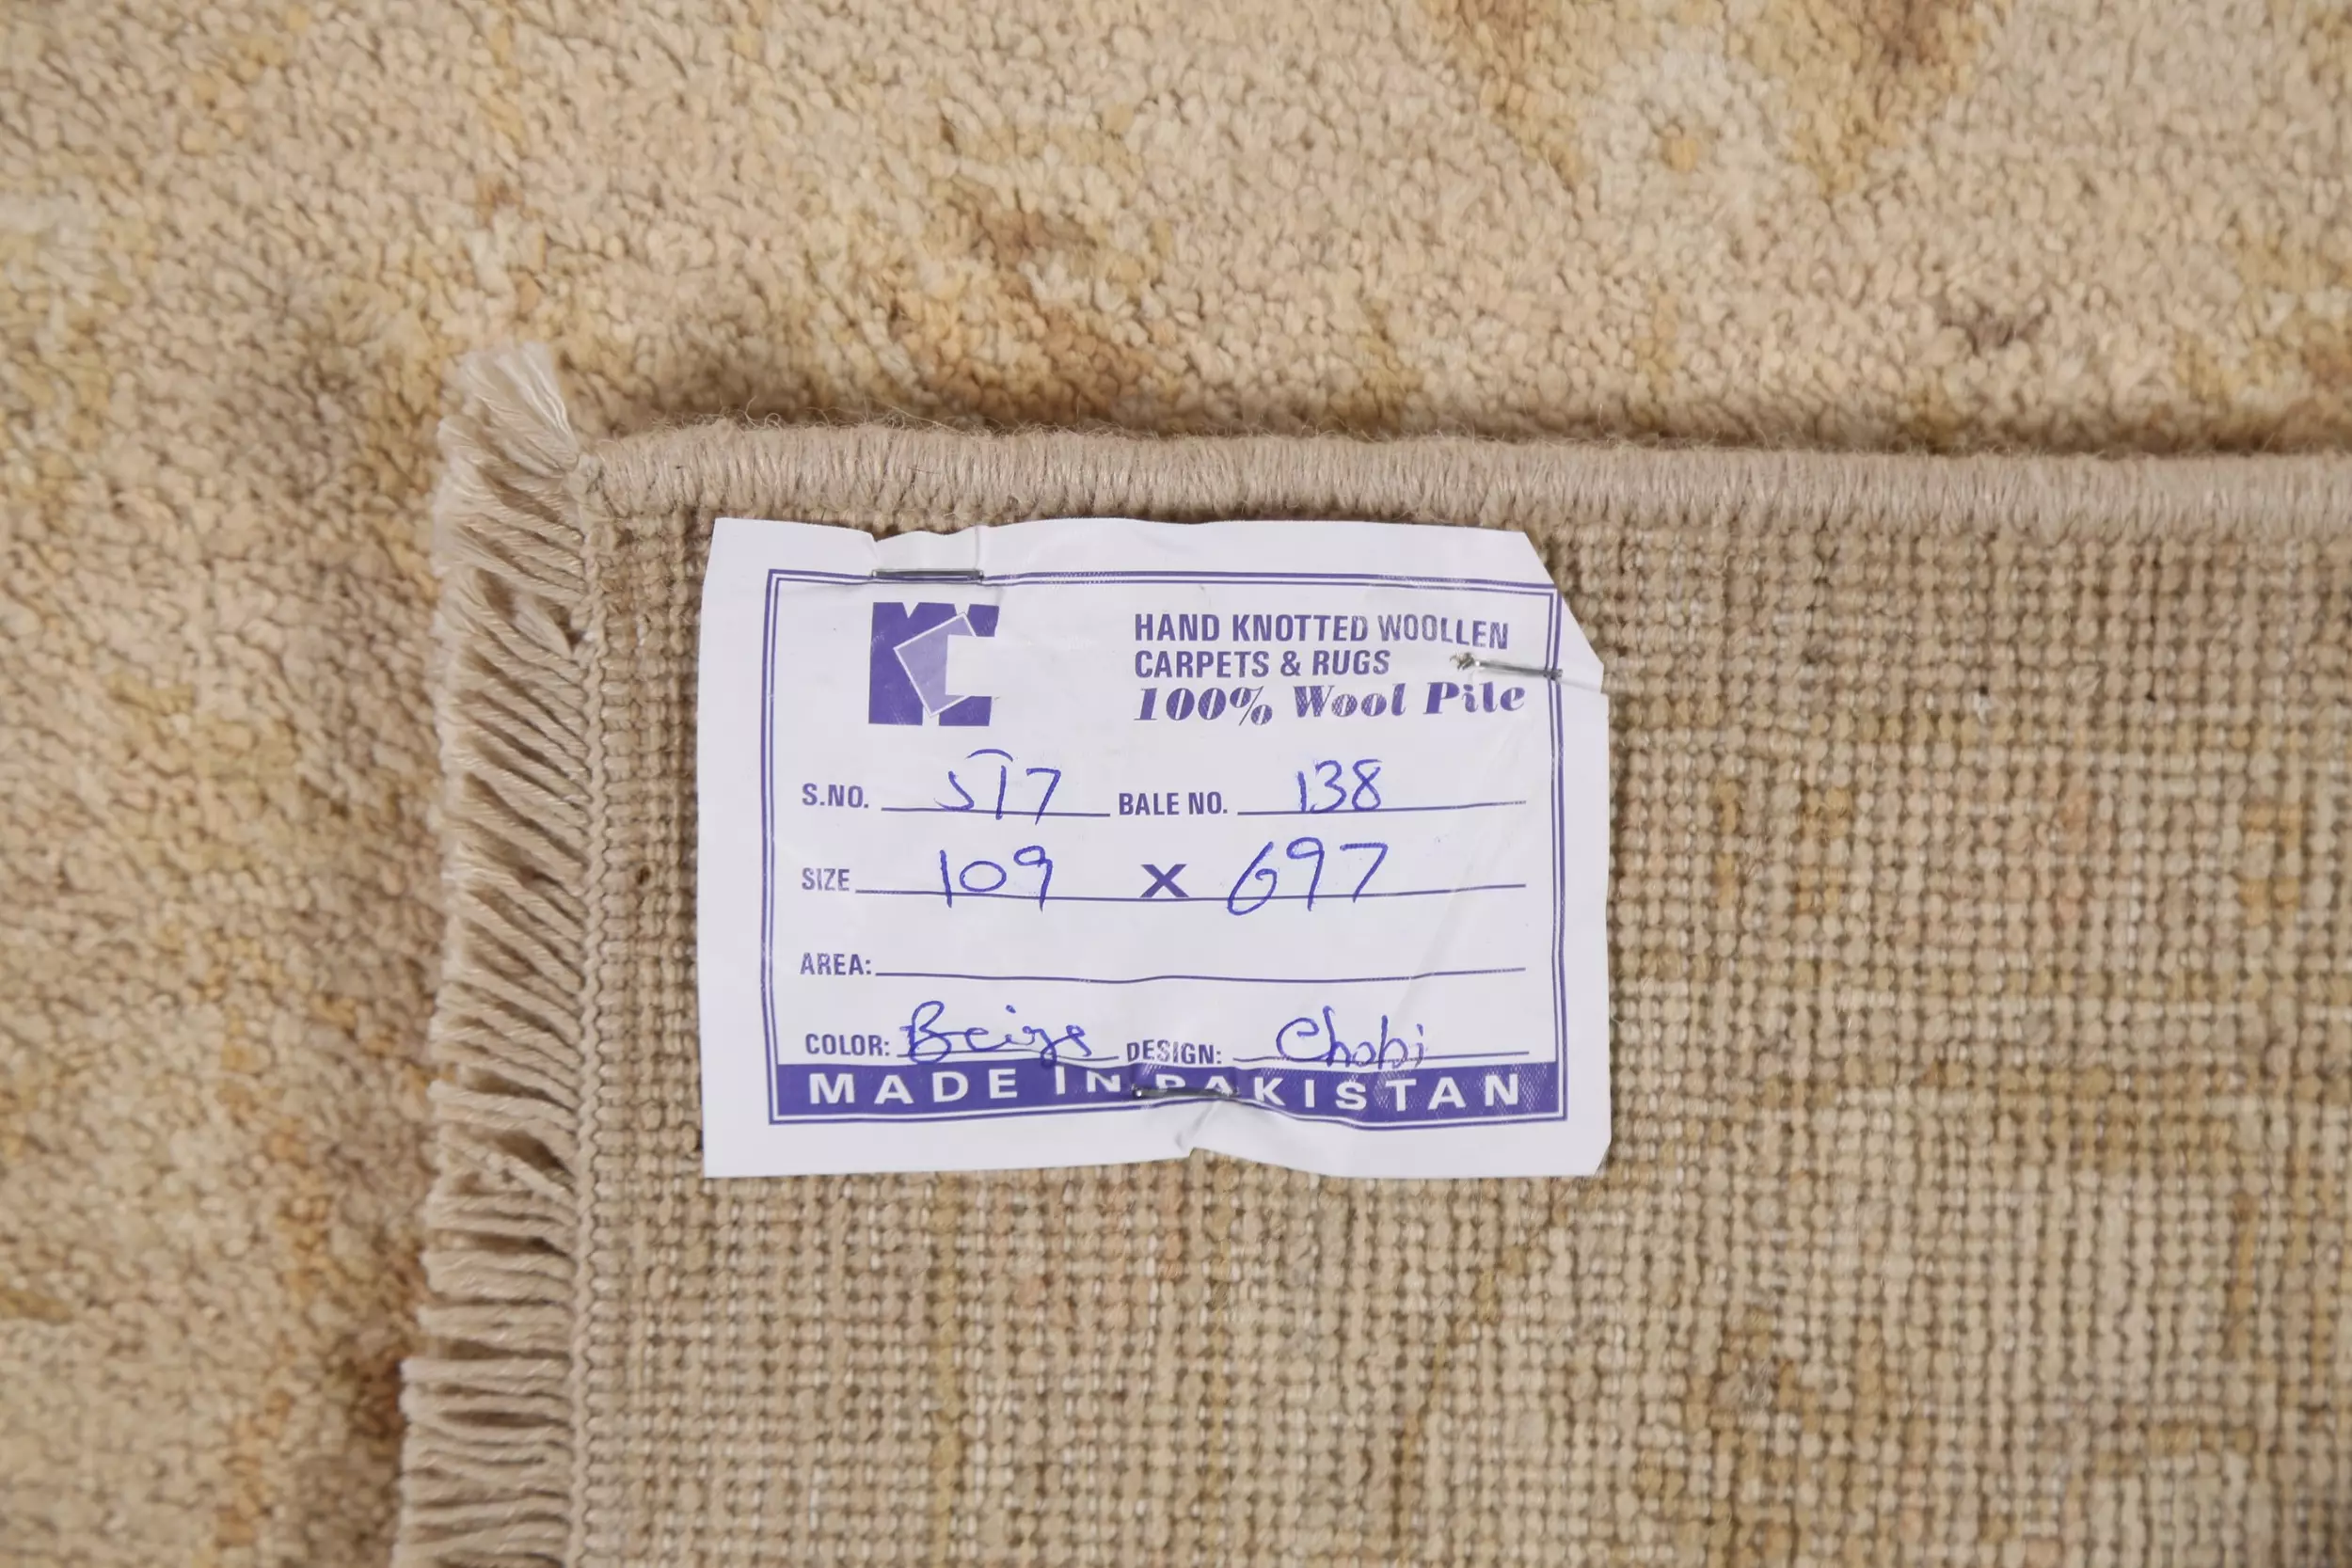 HAND KNOTTED WOOLLEN
CARPETS & RUGS
100% Wool Pile
S.NO. 517 BALE NO. 138
SIZE 109 X 697
AREA:
COLOR: Beige DESIGN: Chobi
MADE IN PAKISTAN